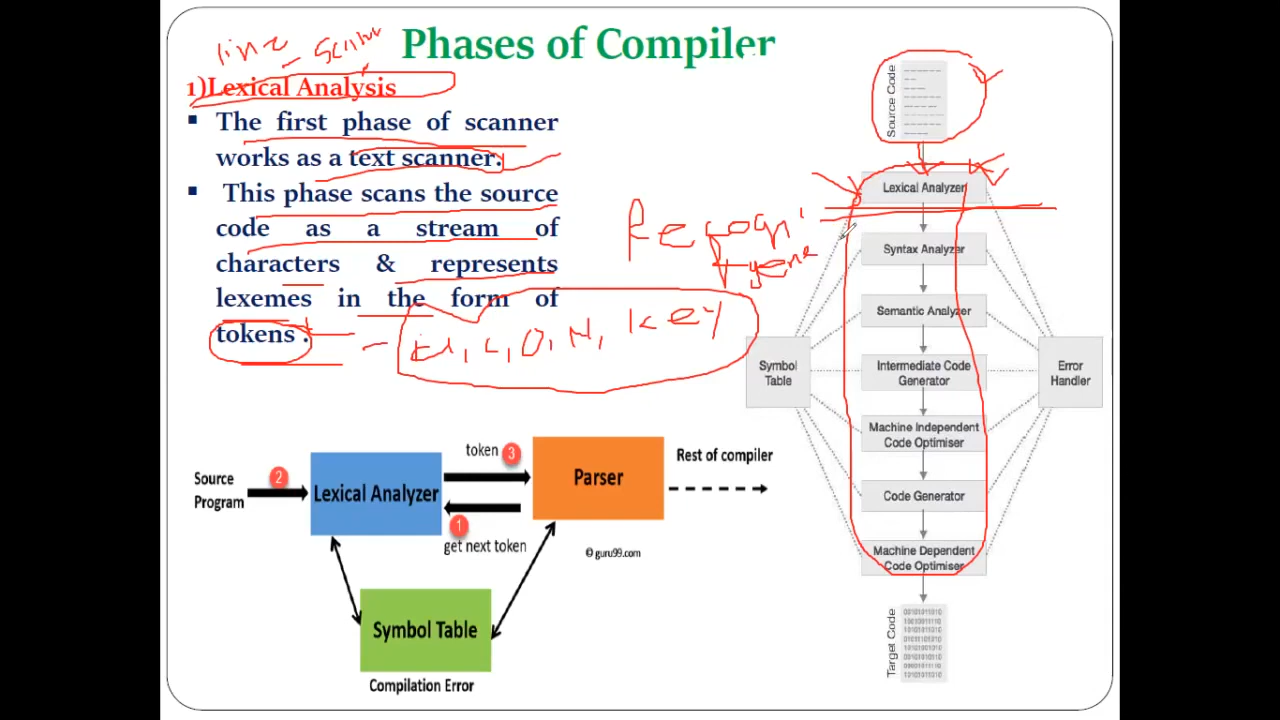 Phases of Compiler
line - scanner
1)Lexical Analysis
▪ The first phase of scanner
works as a text scanner.
▪ This phase scans the source
code as a stream of
characters & represents
lexemes in the form of
tokens .
Recogn
key
Source Code
Lexical Analyzer
Syntax Analyzer
Semantic Analyzer
Symbol
Table
Intermediate Code
Generator
Error
Handler
Machine Independent
Code Optimiser
Code Generator
Machine Dependent
Code Optimiser
Target Code
Source
Program
2
Lexical Analyzer
token 3
Parser
Rest of compiler
1
get next token
© guru99.com
Symbol Table
Compilation Error